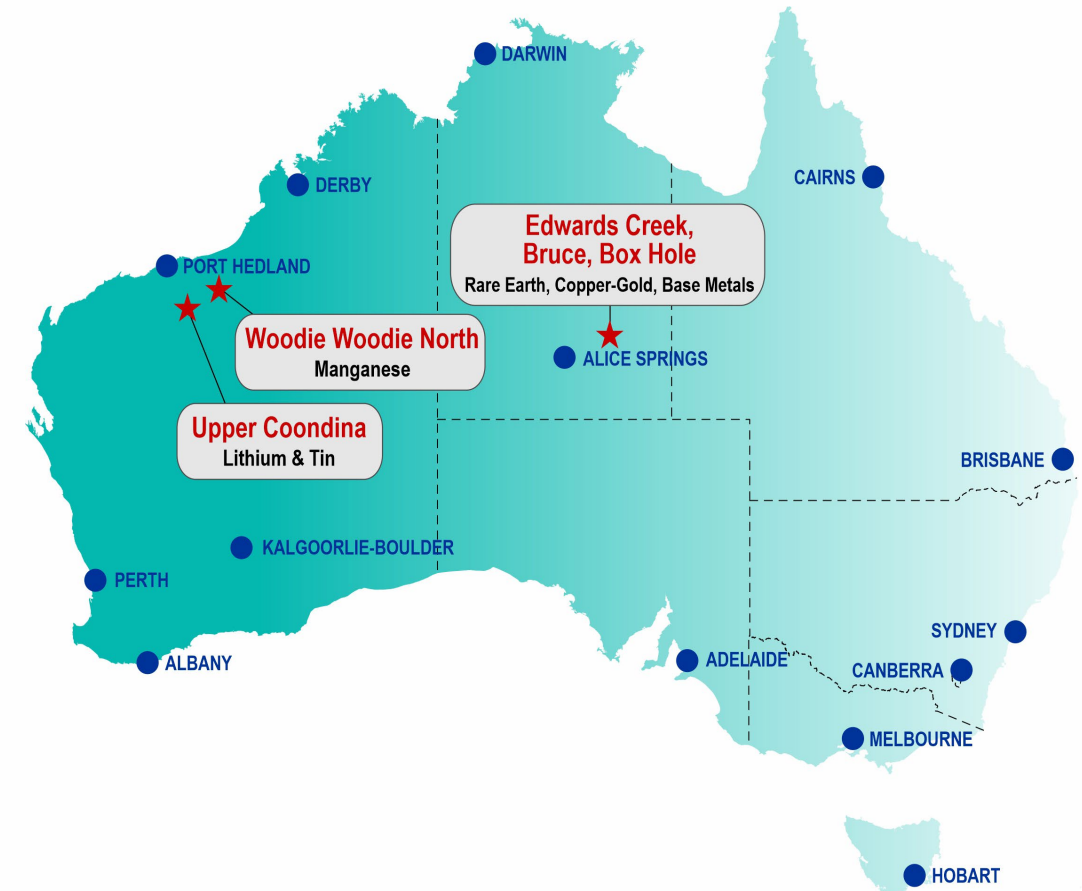 DARWIN
CAIRNS
DERBY
Edwards Creek,
Bruce, Box Hole
Rare Earth, Copper-Gold, Base Metals
PORT HEDLAND
Woodie Woodie North
Manganese
ALICE SPRINGS
Upper Coondina
Lithium & Tin
BRISBANE
KALGOORLIE-BOULDER
PERTH
SYDNEY
ALBANY
ADELAIDE
CANBERRA
MELBOURNE
HOBART